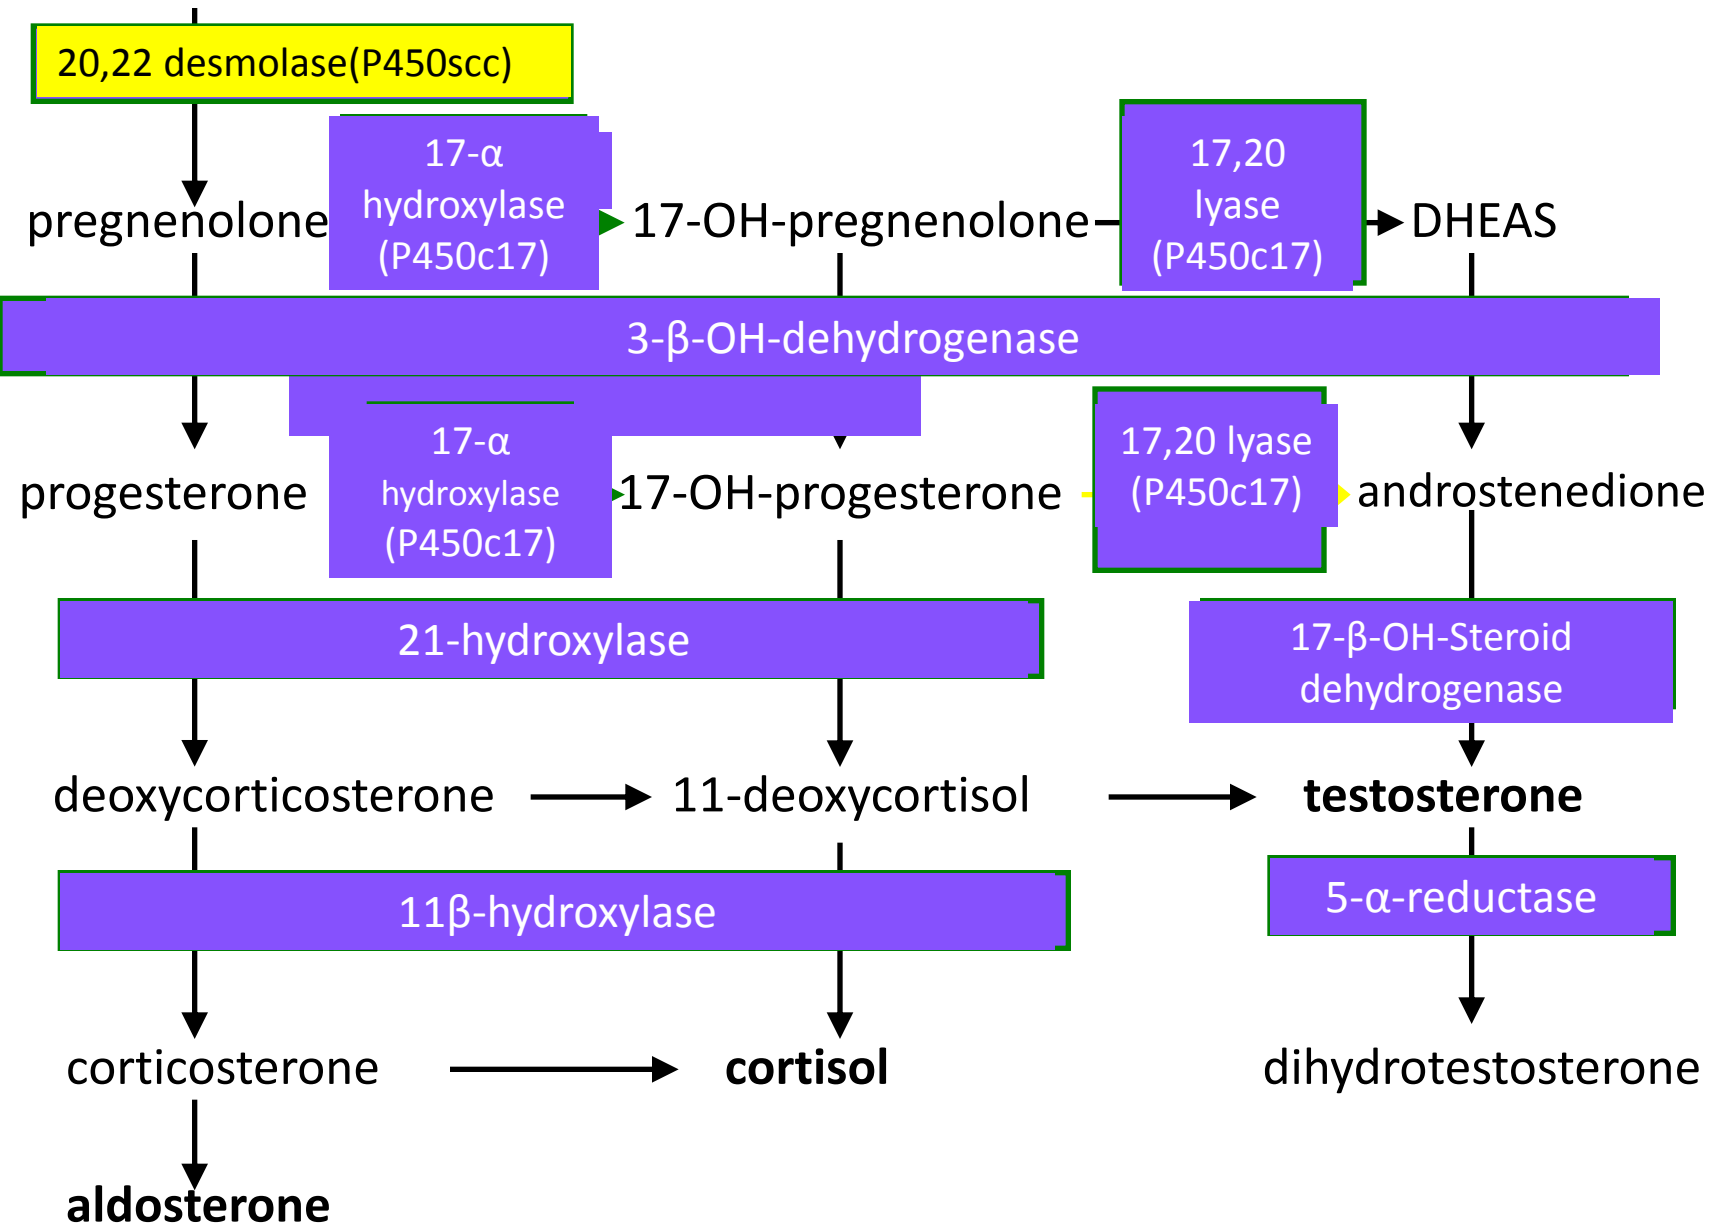 20,22 desmolase(P450scc)
17-α
hydroxylase
(P450c17)
17,20
lyase
(P450c17)
pregnenolone
17-OH-pregnenolone
DHEAS
3-β-OH-dehydrogenase
17-α
hydroxylase
(P450c17)
17,20 lyase
(P450c17)
progesterone
17-OH-progesterone
androstenedione
21-hydroxylase
17-β-OH-Steroid
dehydrogenase
deoxycorticosterone
11-deoxycortisol
testosterone
11β-hydroxylase
5-α-reductase
corticosterone
cortisol
dihydrotestosterone
aldosterone